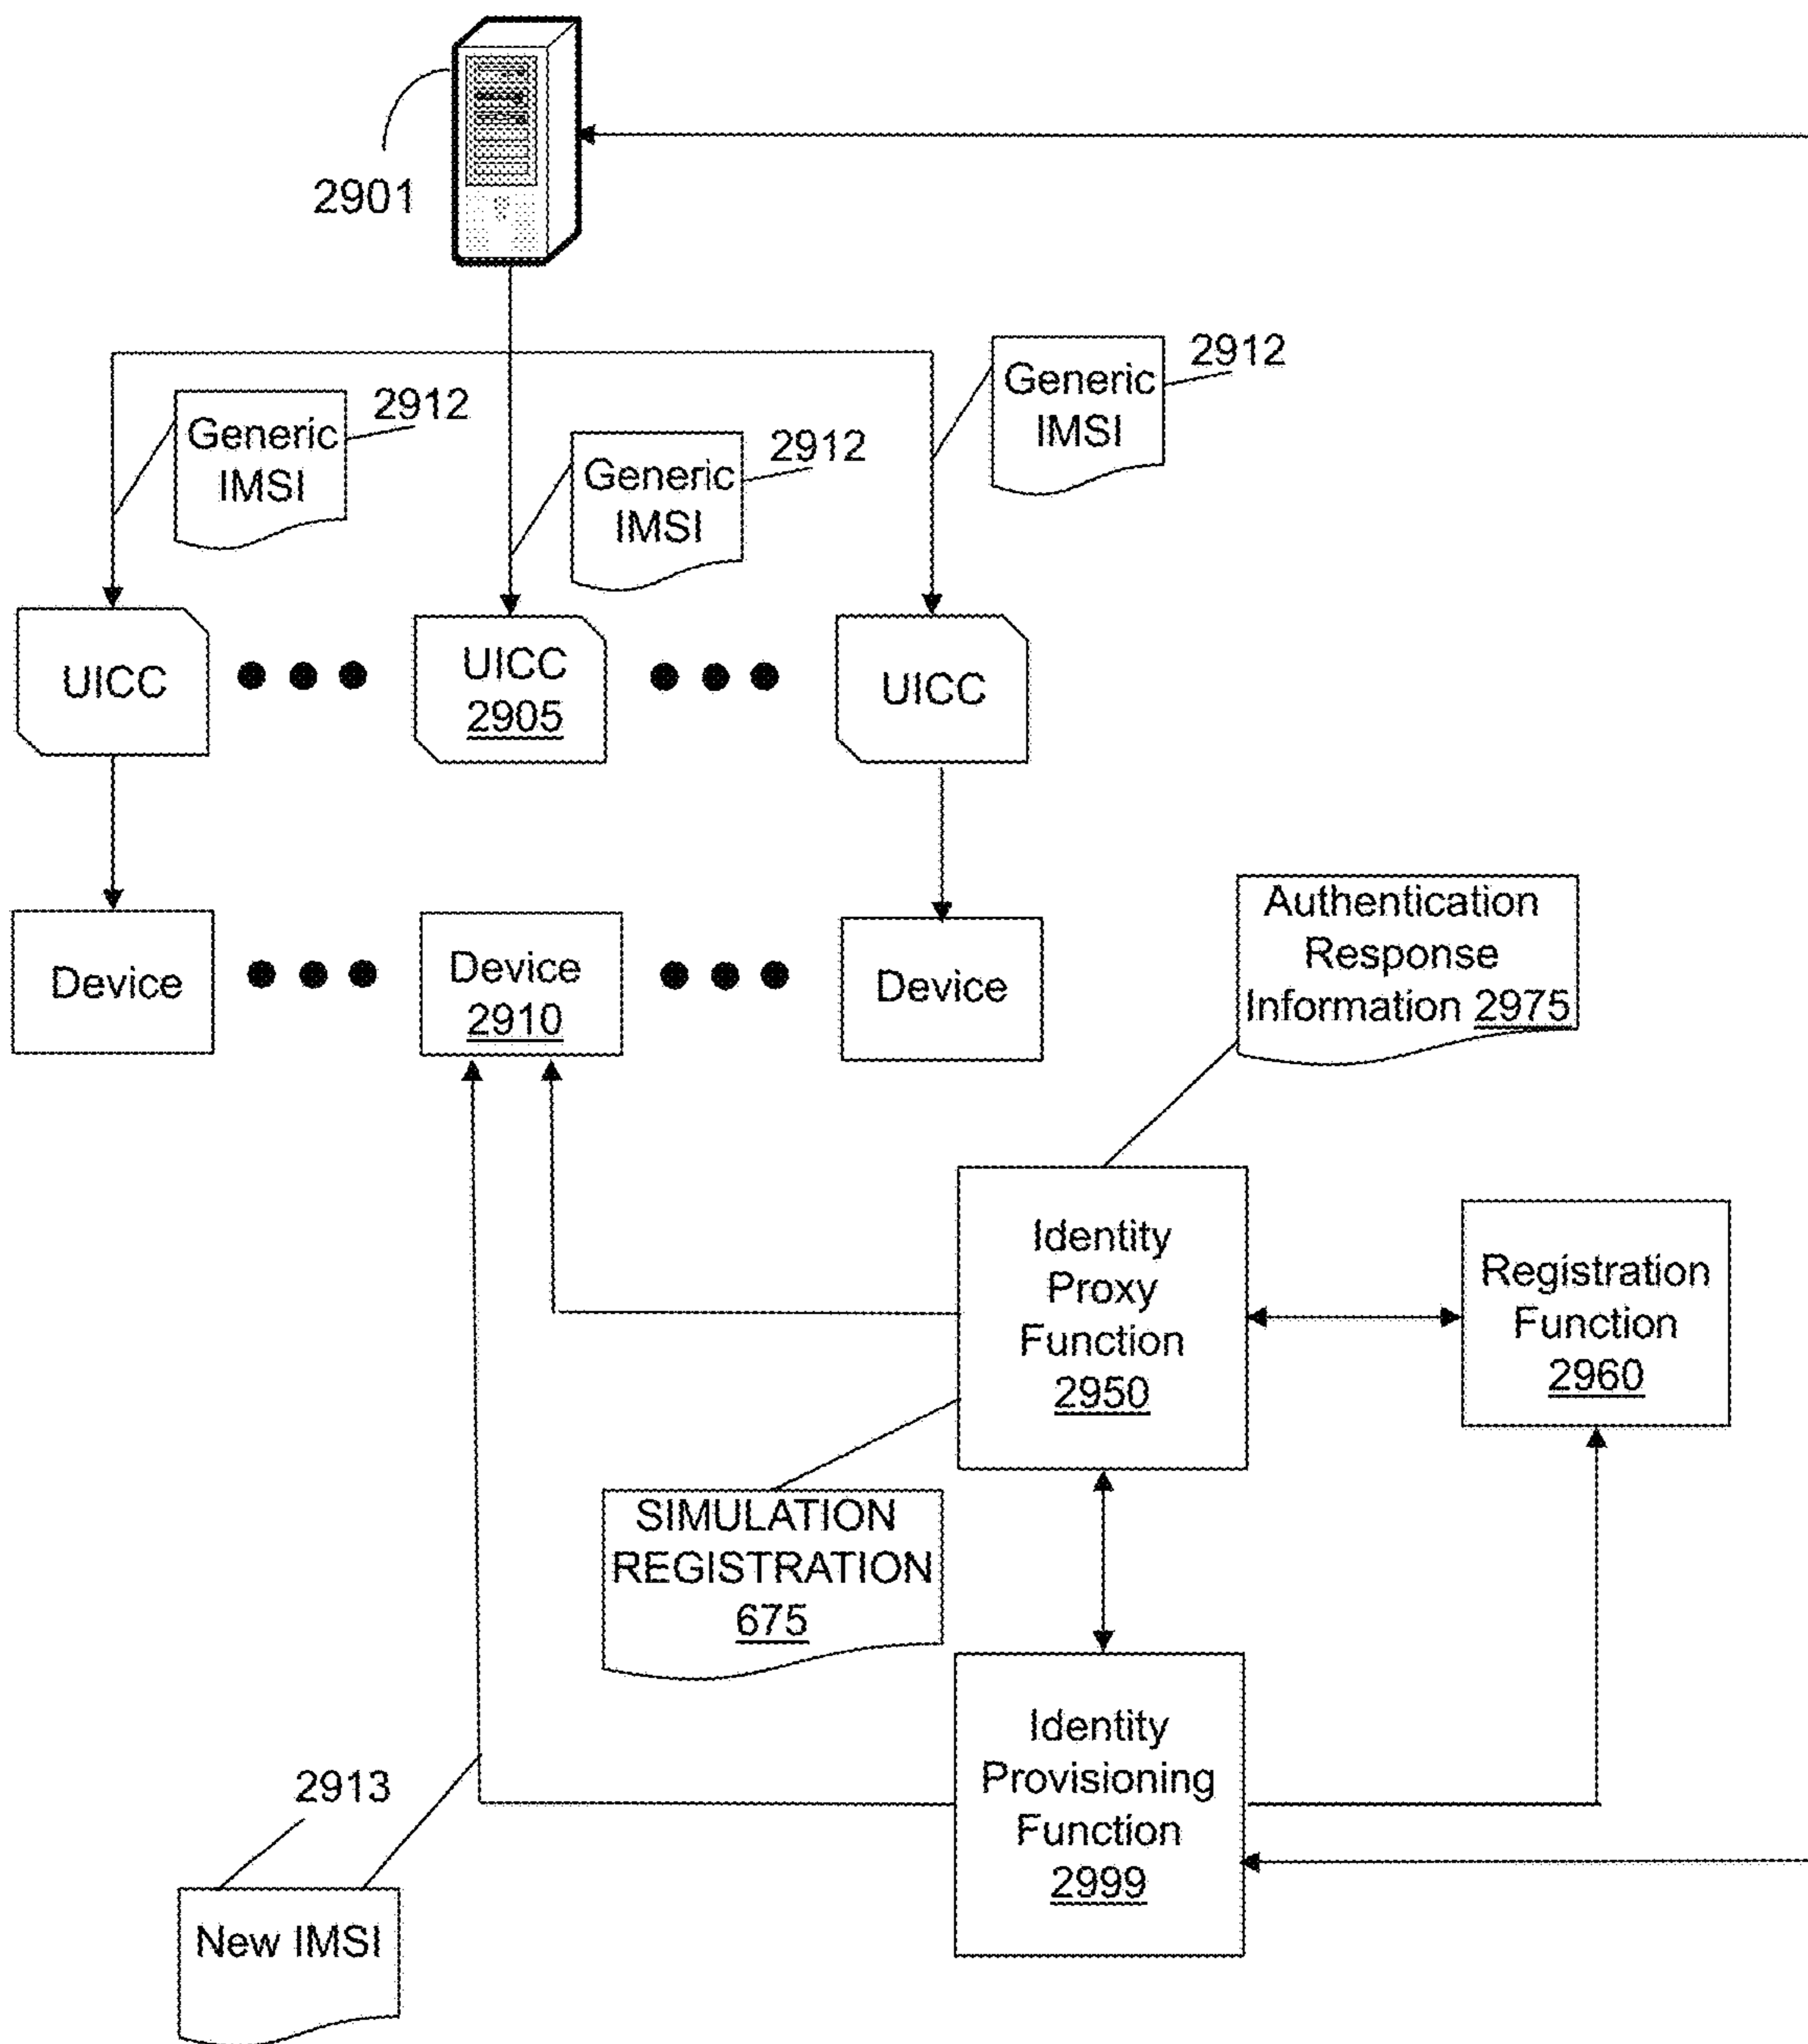 2901
2912
Generic
IMSI
2912
Generic
IMSI
2912
Generic
IMSI
UICC
UICC
2905
UICC
Device
Device
2910
Device
Authentication
Response
Information 2975
Identity
Proxy
Function
2950
Registration
Function
2960
SIMULATION
REGISTRATION
675
Identity
Provisioning
Function
2999
2913
New IMSI